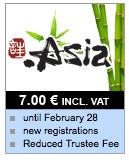 .Asia
7.00 € INCL. VAT
until February 28
new registrations
Reduced Trustee Fee